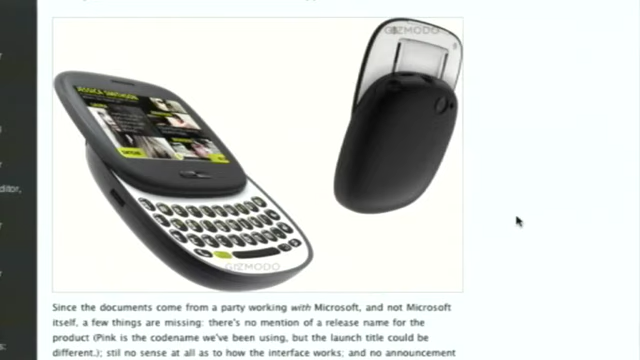 GIZMODO
JESSICA
GIZMODO
ditor,
Since the documents come from a party working with Microsoft, and not Microsoft
itself, a few things are missing: there's no mention of a release name for the
product (Pink is the codename we've been using, but the launch title could be
different.); stil no sense at all as to how the interface works; and no announcement